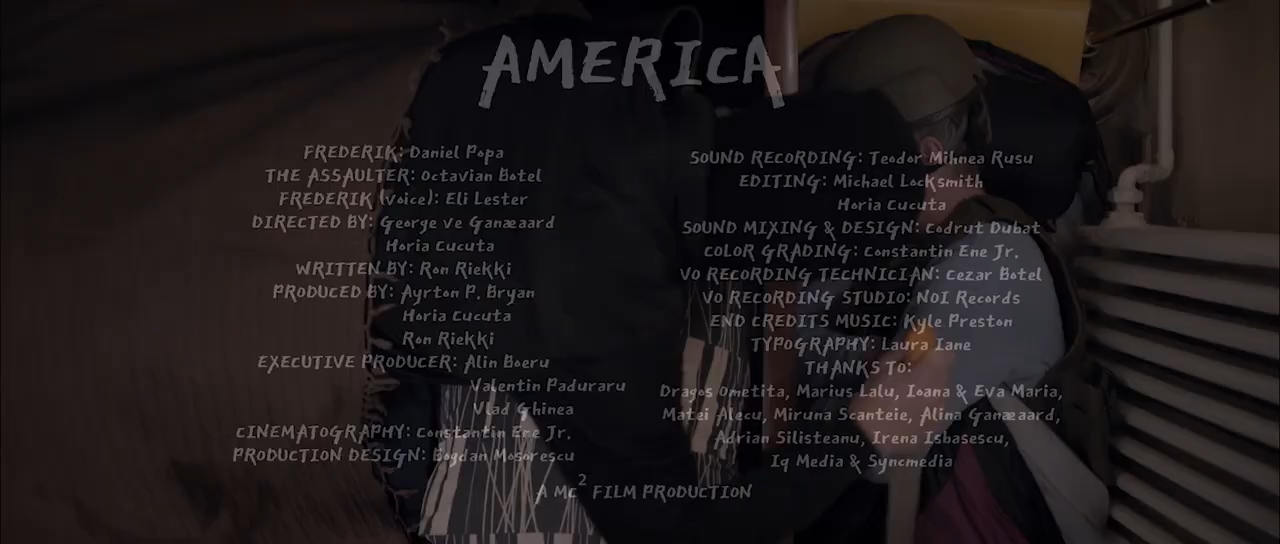 AMERICA
FREDERIK: Daniel Popa
THE ASSAULTER: Octavian Botel
FREDERIK (voice): Eli Lester
DIRECTED BY: George ve Ganæaard
Horia Cucuta
WRITTEN BY: Ron Riekki
PRODUCED BY: Ayrton P. Bryan
Horia Cucuta
Ron Riekki
EXECUTIVE PRODUCER: Alin Boeru
Valentin Paduraru
Vlad Ghinea
CINEMATOGRAPHY: Constantin Ene Jr.
PRODUCTION DESIGN: Bogdan Mosorescu
SOUND RECORDING: Teodor Mihnea Rusu
EDITING: Michael Locksmith
Horia Cucuta
SOUND MIXING & DESIGN: Codrut Dubat
COLOR GRADING: Constantin Ene Jr.
VO RECORDING TECHNICIAN: Cezar Botel
VO RECORDING STUDIO: NOI Records
END CREDITS MUSIC: Kyle Preston
TYPOGRAPHY: Laura Iane
THANKS TO:
Dragos Ometita, Marius Lalu, Ioana & Eva Maria,
Matei Alecu, Miruna Scanteie, Alina Ganæaard,
Adrian Silisteanu, Irena Isbasescu,
Iq Media & Syncmedia
A MC² FILM PRODUCTION